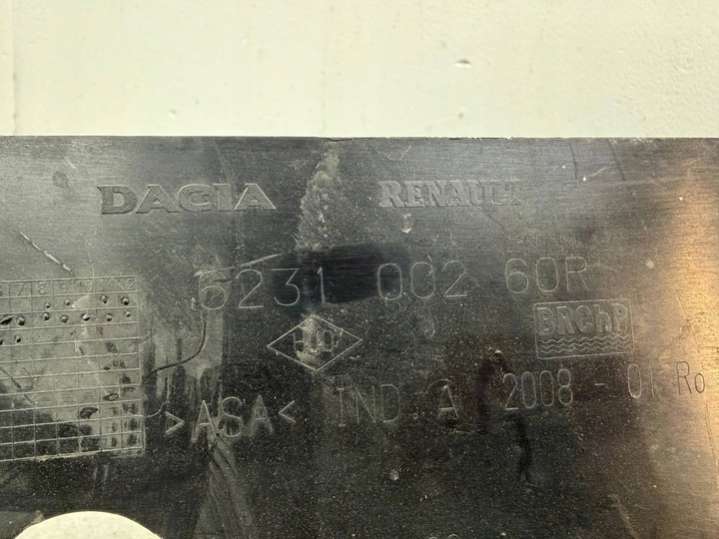 DACIA RENAULT
6231 002 60R
BRChP
>ASA< IND A 2008 - 01 Ro